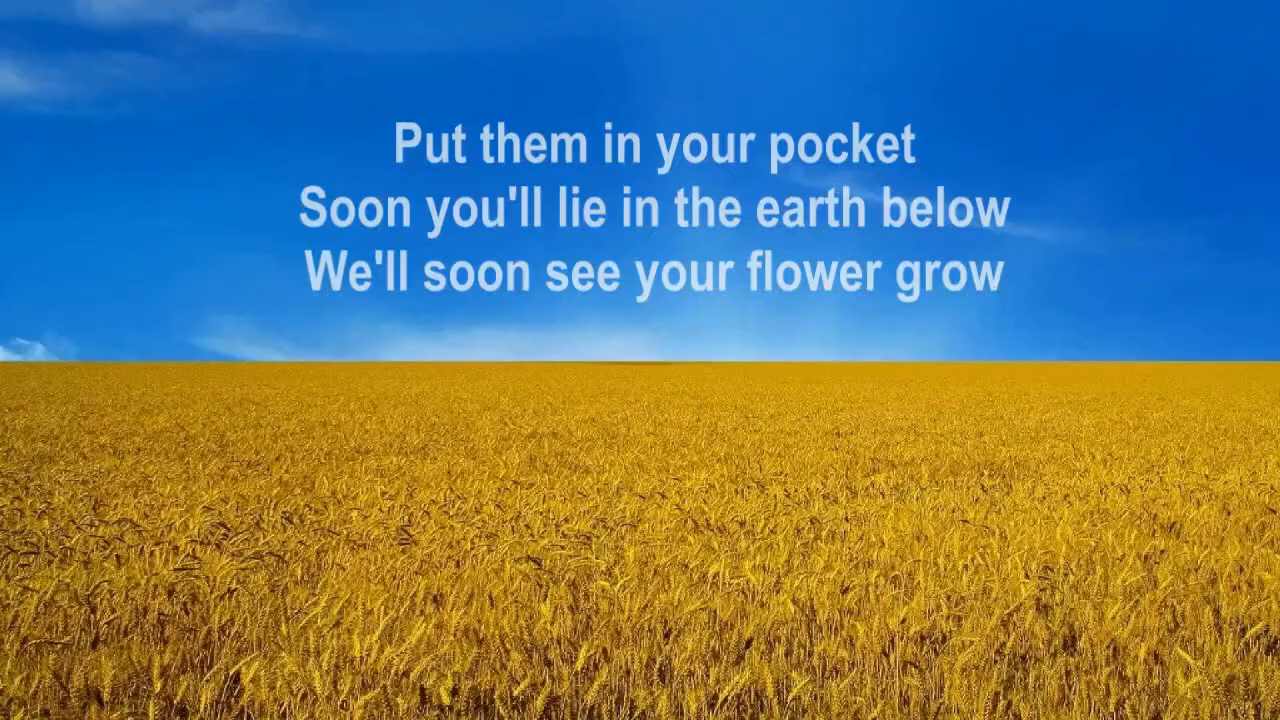 Put them in your pocket
Soon you'll lie in the earth below
We'll soon see your flower grow